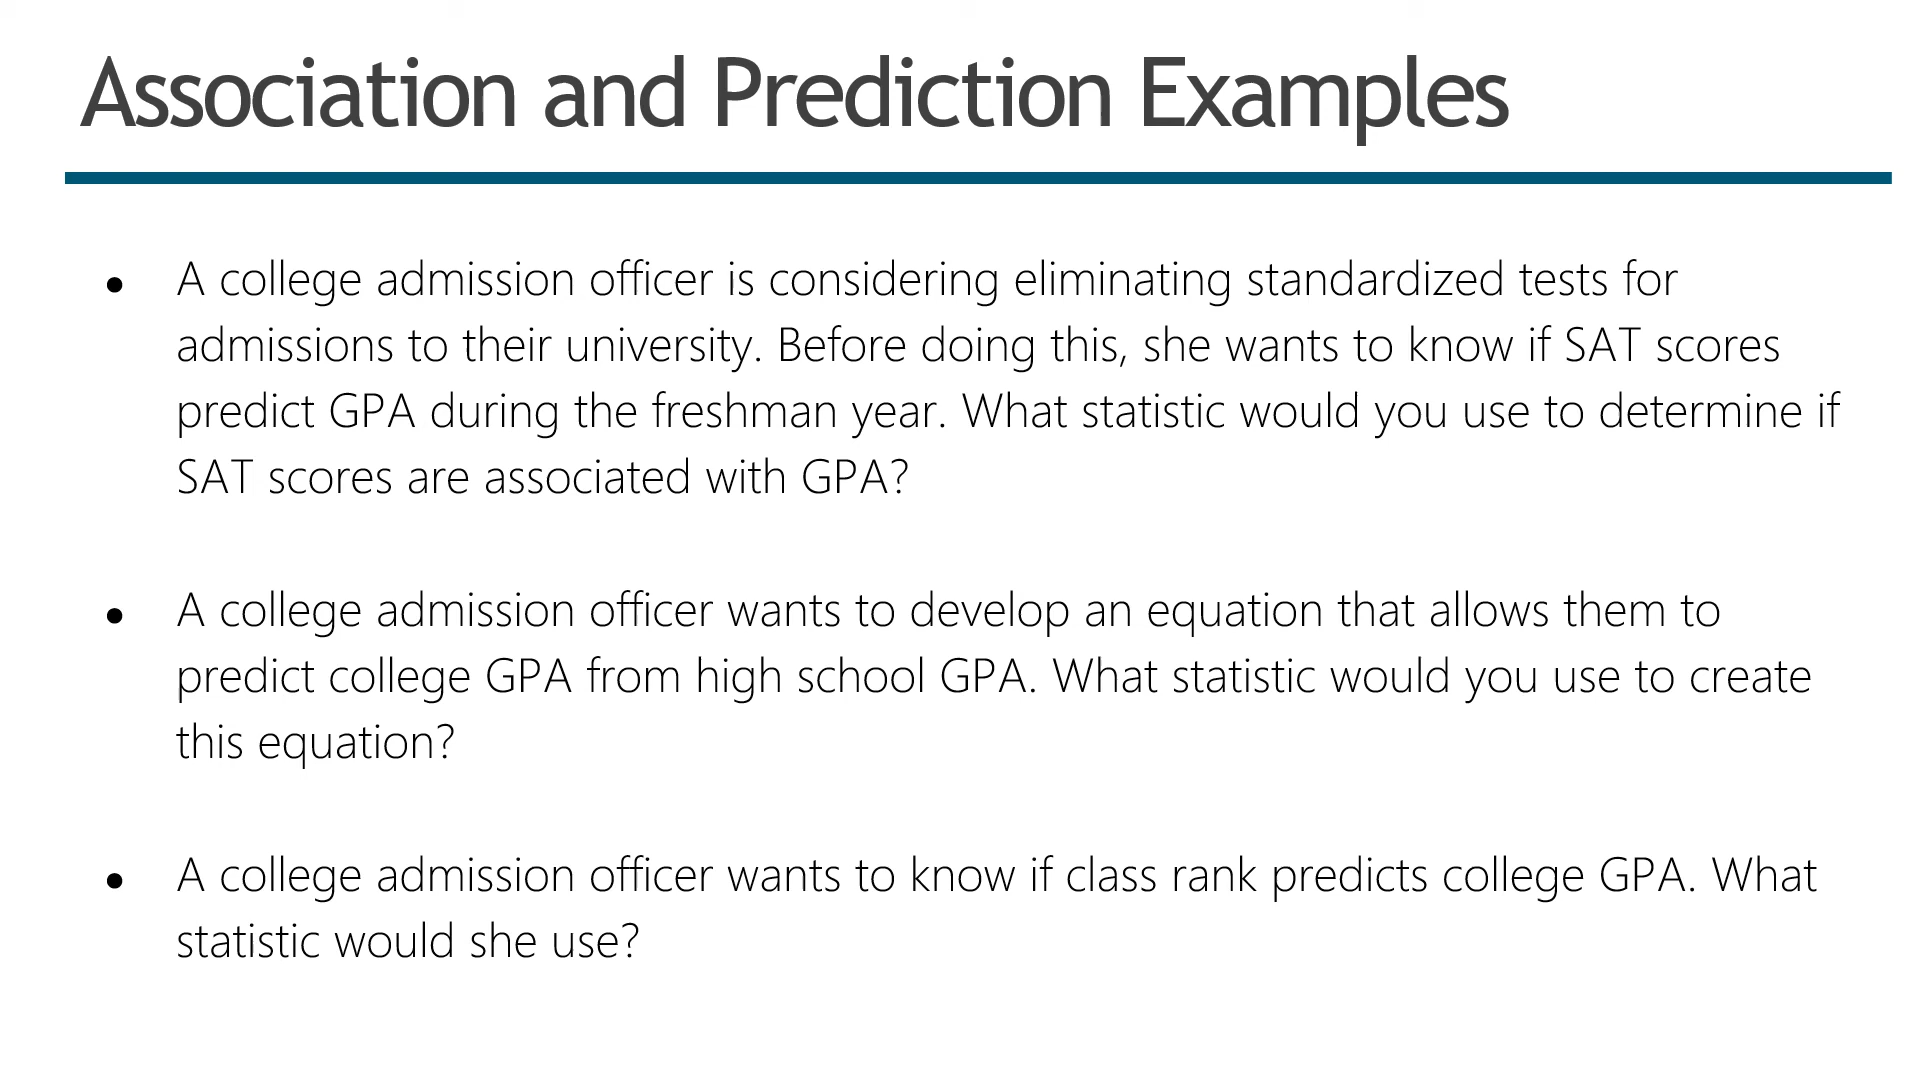 Association and Prediction Examples
● A college admission officer is considering eliminating standardized tests for
admissions to their university. Before doing this, she wants to know if SAT scores
predict GPA during the freshman year. What statistic would you use to determine if
SAT scores are associated with GPA?
● A college admission officer wants to develop an equation that allows them to
predict college GPA from high school GPA. What statistic would you use to create
this equation?
● A college admission officer wants to know if class rank predicts college GPA. What
statistic would she use?